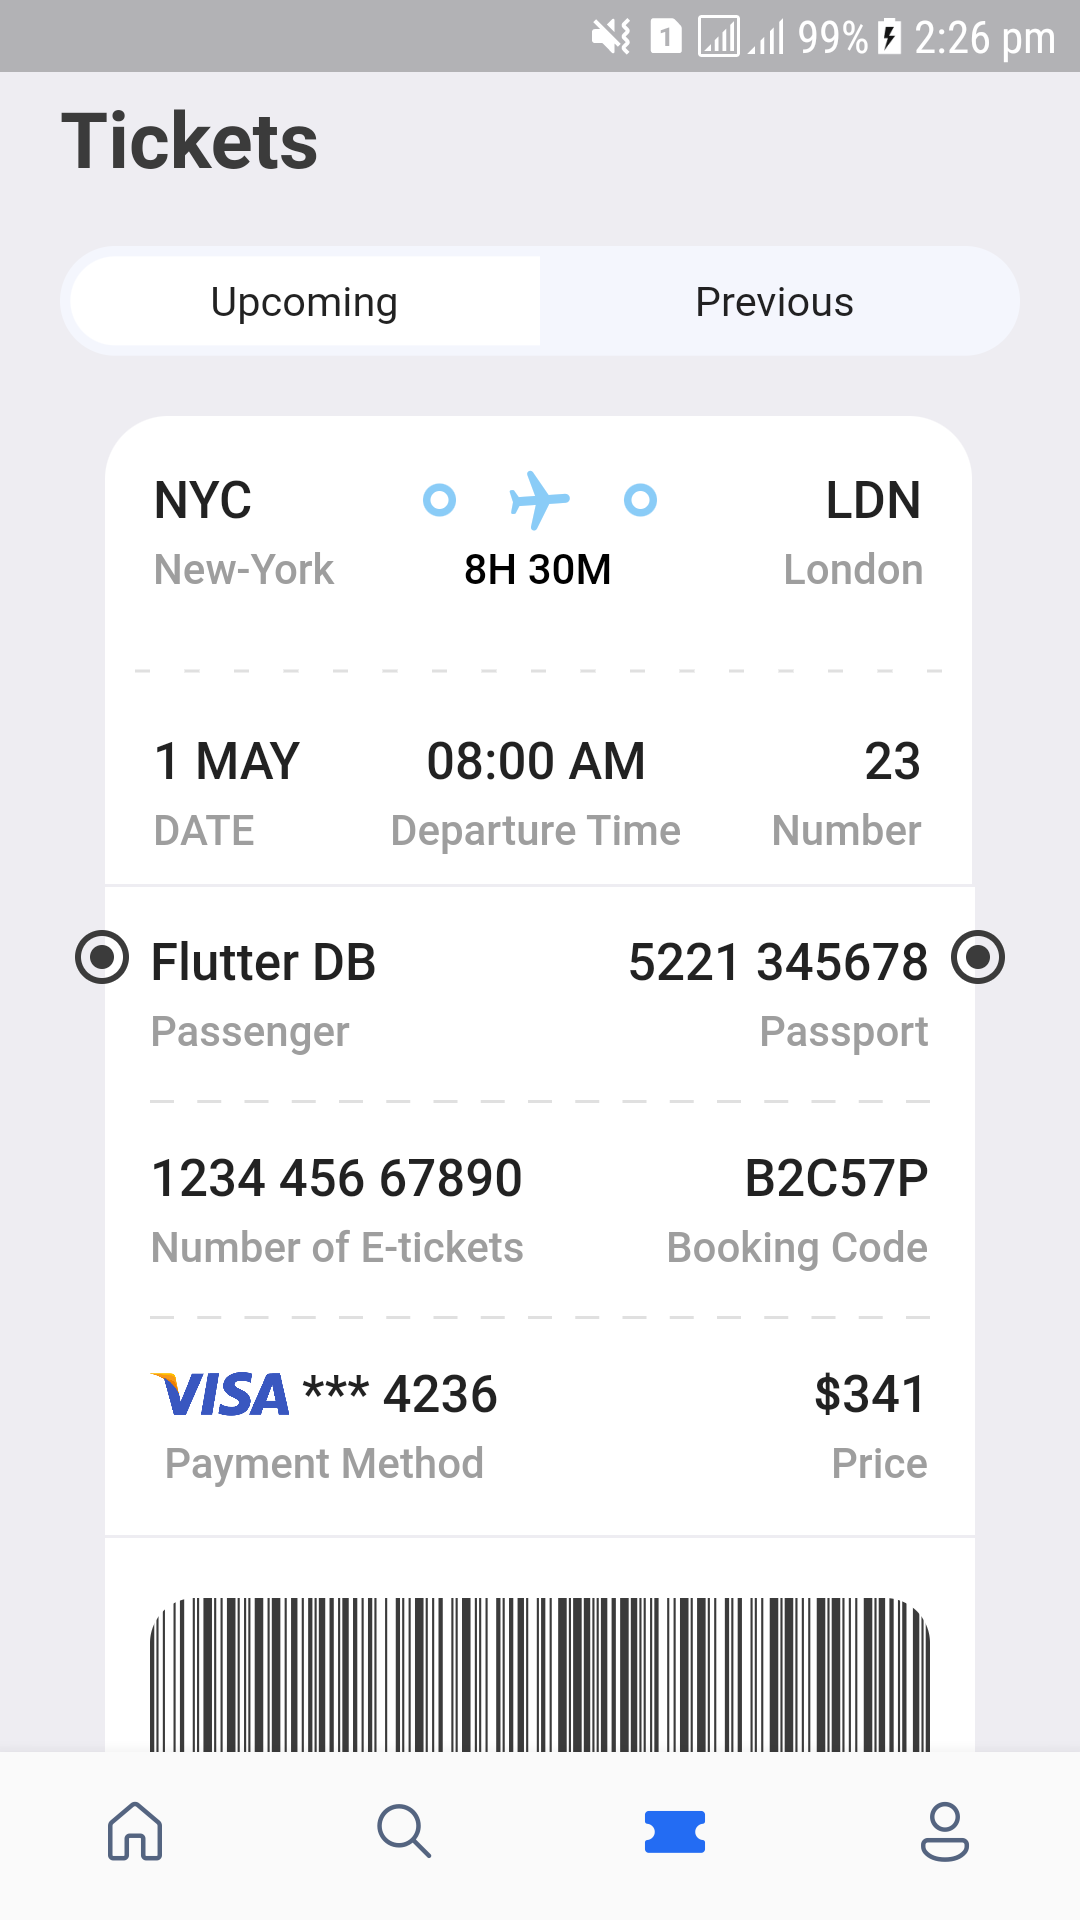 1 99% 2:26 pm
Tickets
Upcoming Previous
NYC LDN
New-York 8H 30M London
1 MAY 08:00 AM 23
DATE Departure Time Number
Flutter DB 5221 345678
Passenger Passport
1234 456 67890 B2C57P
Number of E-tickets Booking Code
VISA *** 4236 $341
Payment Method Price